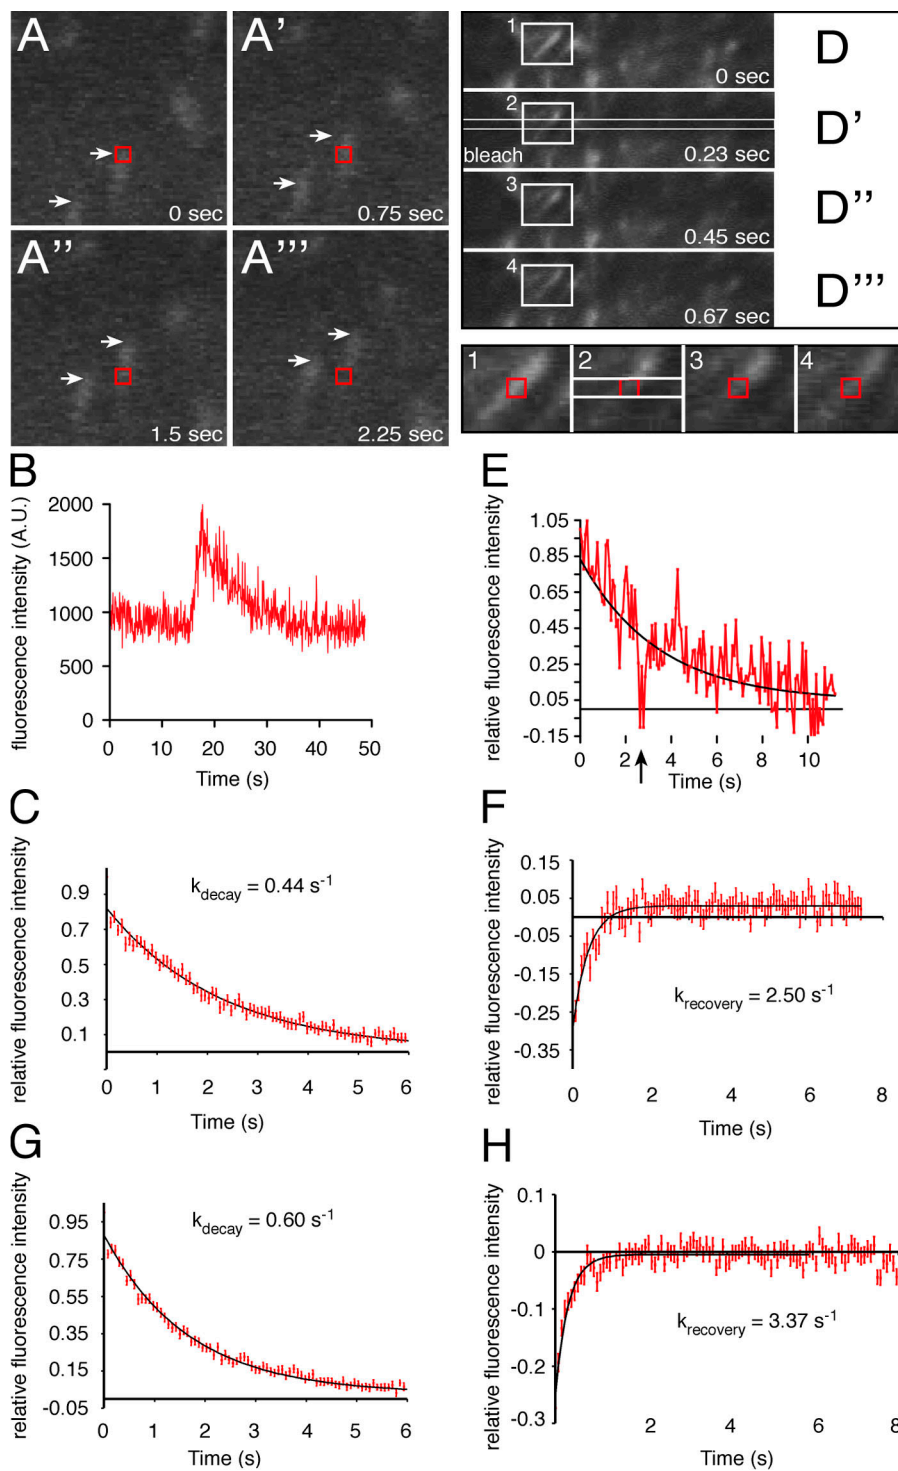 A
0 sec
A'
0.75 sec
A''
1.5 sec
A'''
2.25 sec
1
0 sec
D
2
bleach
0.23 sec
D'
3
0.45 sec
D''
4
0.67 sec
D'''
1
2
3
4
B
fluorescence intensity (A.U.)
2000
1500
1000
500
0
0 10 20 30 40 50
Time (s)
E
relative fluorescence intensity
1.05
0.85
0.65
0.45
0.25
0.05
-0.15
0 2 4 6 8 10
Time (s)
C
relative fluorescence intensity
kdecay = 0.44 s-1
0.9
0.7
0.5
0.3
0.1
0 1 2 3 4 5 6
Time (s)
F
relative fluorescence intensity
0.15
0.05
-0.05
-0.15
-0.25
-0.35
krecovery = 2.50 s-1
0 2 4 6 8
Time (s)
G
relative fluorescence intensity
kdecay = 0.60 s-1
0.95
0.75
0.55
0.35
0.15
-0.05
0 1 2 3 4 5 6
Time (s)
H
relative fluorescence intensity
0.1
0
-0.1
-0.2
-0.3
krecovery = 3.37 s-1
2 4 6 8
Time (s)